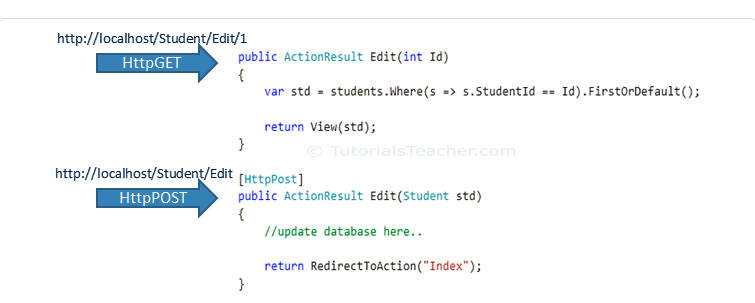 http://localhost/Student/Edit/1
HttpGET
public ActionResult Edit(int Id)
{
var std = students.Where(s => s.StudentId == Id).FirstOrDefault();
return View(std);
}
© TutorialsTeacher.com
http://localhost/Student/Edit
HttpPOST
[HttpPost]
public ActionResult Edit(Student std)
{
//update database here..
return RedirectToAction("Index");
}